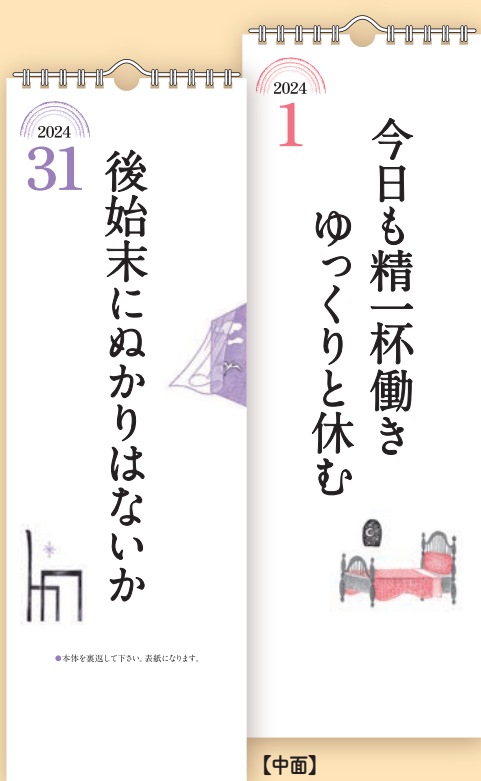 2024
1
今日も精一杯働き
ゆっくりと休む
2024
31
後始末にぬかりはないか
●本体を裏返して下さい。表紙になります。
【中面】